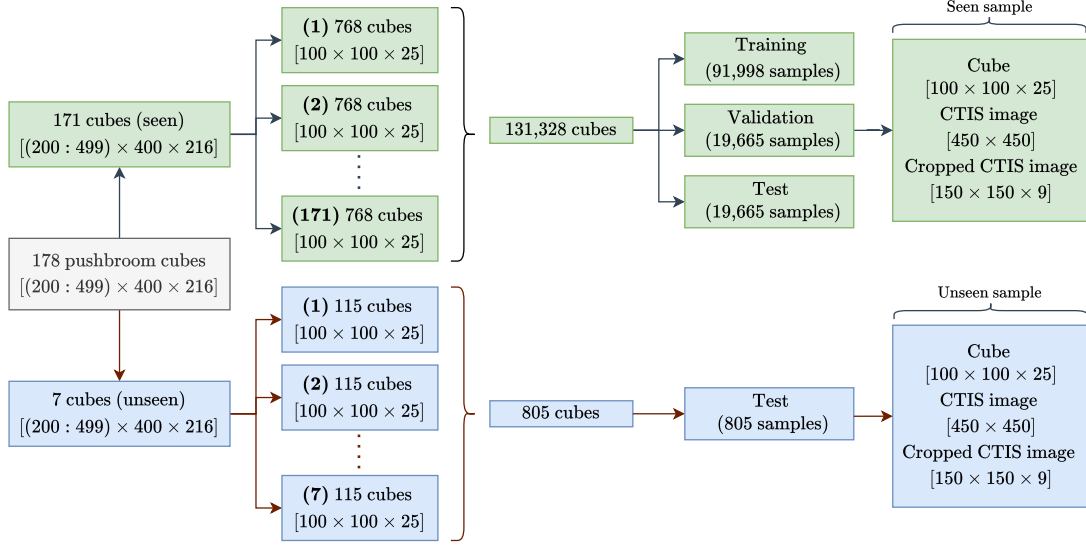 Seen sample
(1) 768 cubes
[100 × 100 × 25]
Training
(91,998 samples)
Cube
[100 × 100 × 25]
CTIS image
[450 × 450]
Cropped CTIS image
[150 × 150 × 9]
171 cubes (seen)
[(200 : 499) × 400 × 216]
(2) 768 cubes
[100 × 100 × 25]
131,328 cubes
Validation
(19,665 samples)
(171) 768 cubes
[100 × 100 × 25]
Test
(19,665 samples)
178 pushbroom cubes
[(200 : 499) × 400 × 216]
Unseen sample
(1) 115 cubes
[100 × 100 × 25]
Cube
[100 × 100 × 25]
CTIS image
[450 × 450]
Cropped CTIS image
[150 × 150 × 9]
7 cubes (unseen)
[(200 : 499) × 400 × 216]
(2) 115 cubes
[100 × 100 × 25]
805 cubes
Test
(805 samples)
(7) 115 cubes
[100 × 100 × 25]